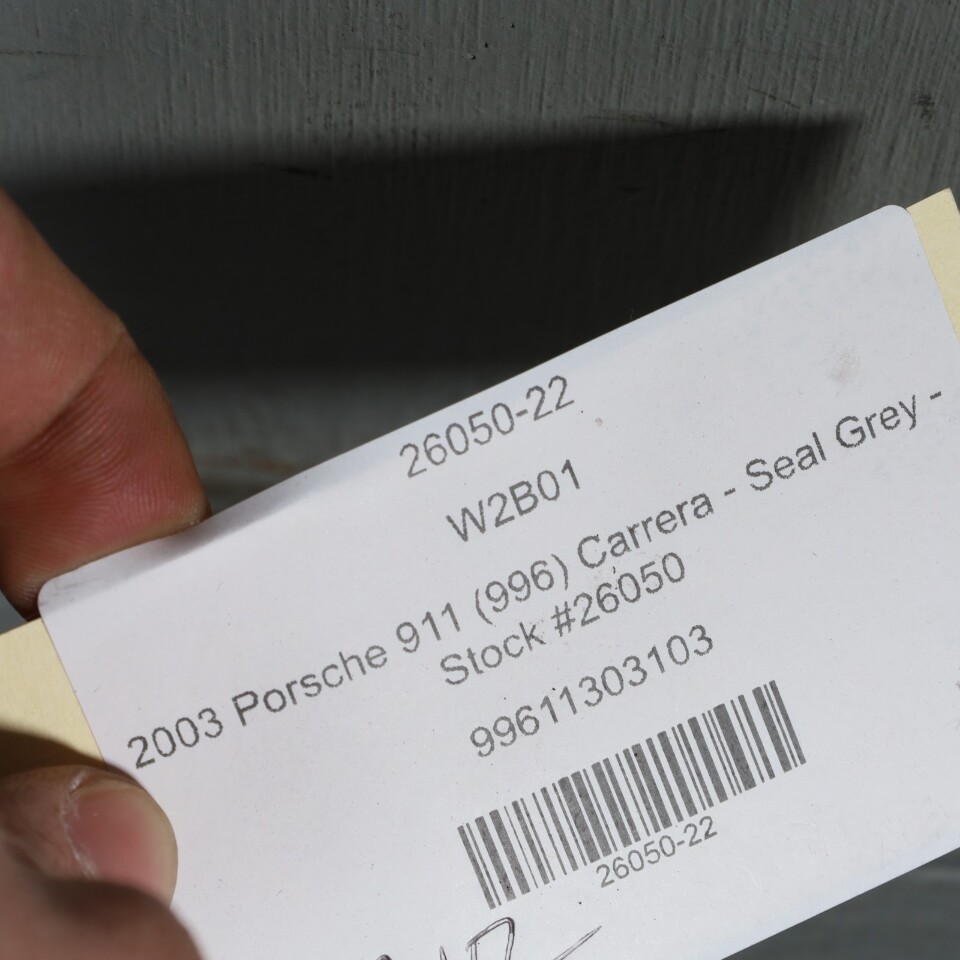 26050-22
W2B01
2003 Porsche 911 (996) Carrera - Seal Grey -
Stock #26050
99611303103
26050-22